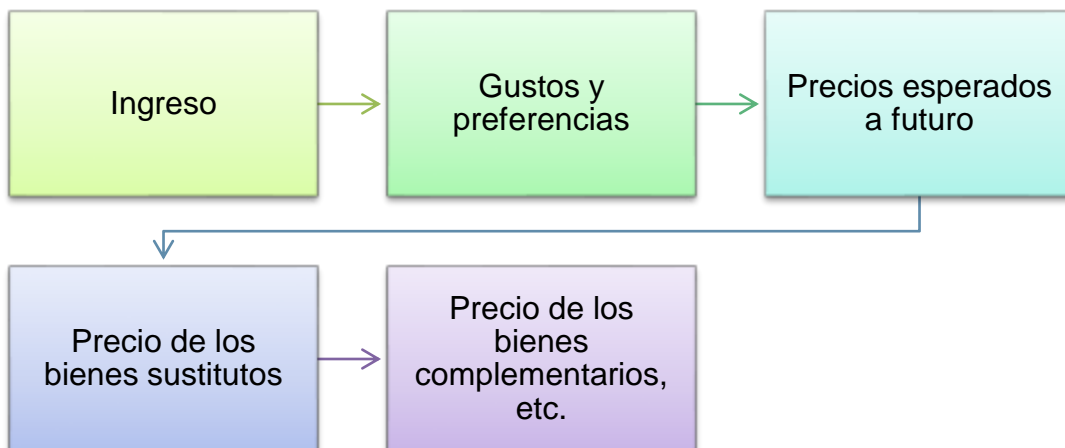 Ingreso
Gustos y
preferencias
Precios esperados
a futuro
Precio de los
bienes sustitutos
Precio de los
bienes
complementarios,
etc.